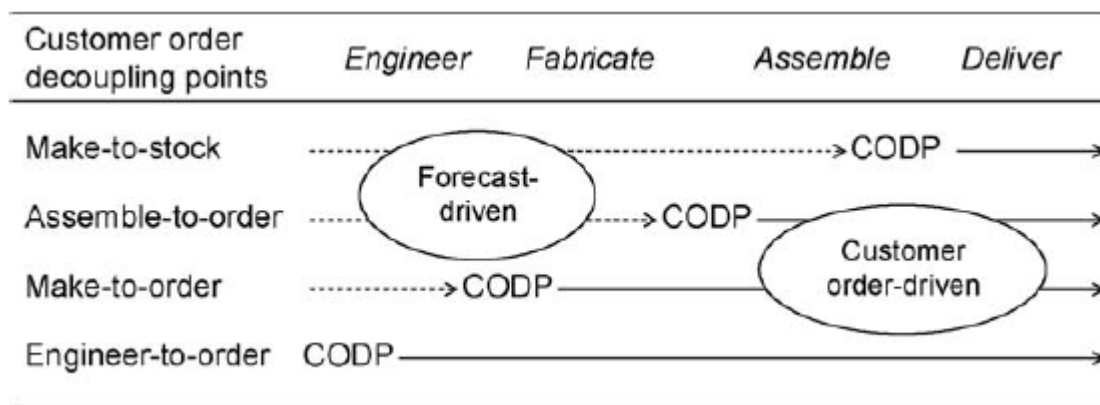 Customer order
decoupling points
Engineer Fabricate Assemble Deliver
Make-to-stock CODP
Forecast-
driven
Assemble-to-order CODP
Customer
order-driven
Make-to-order CODP
Engineer-to-order CODP